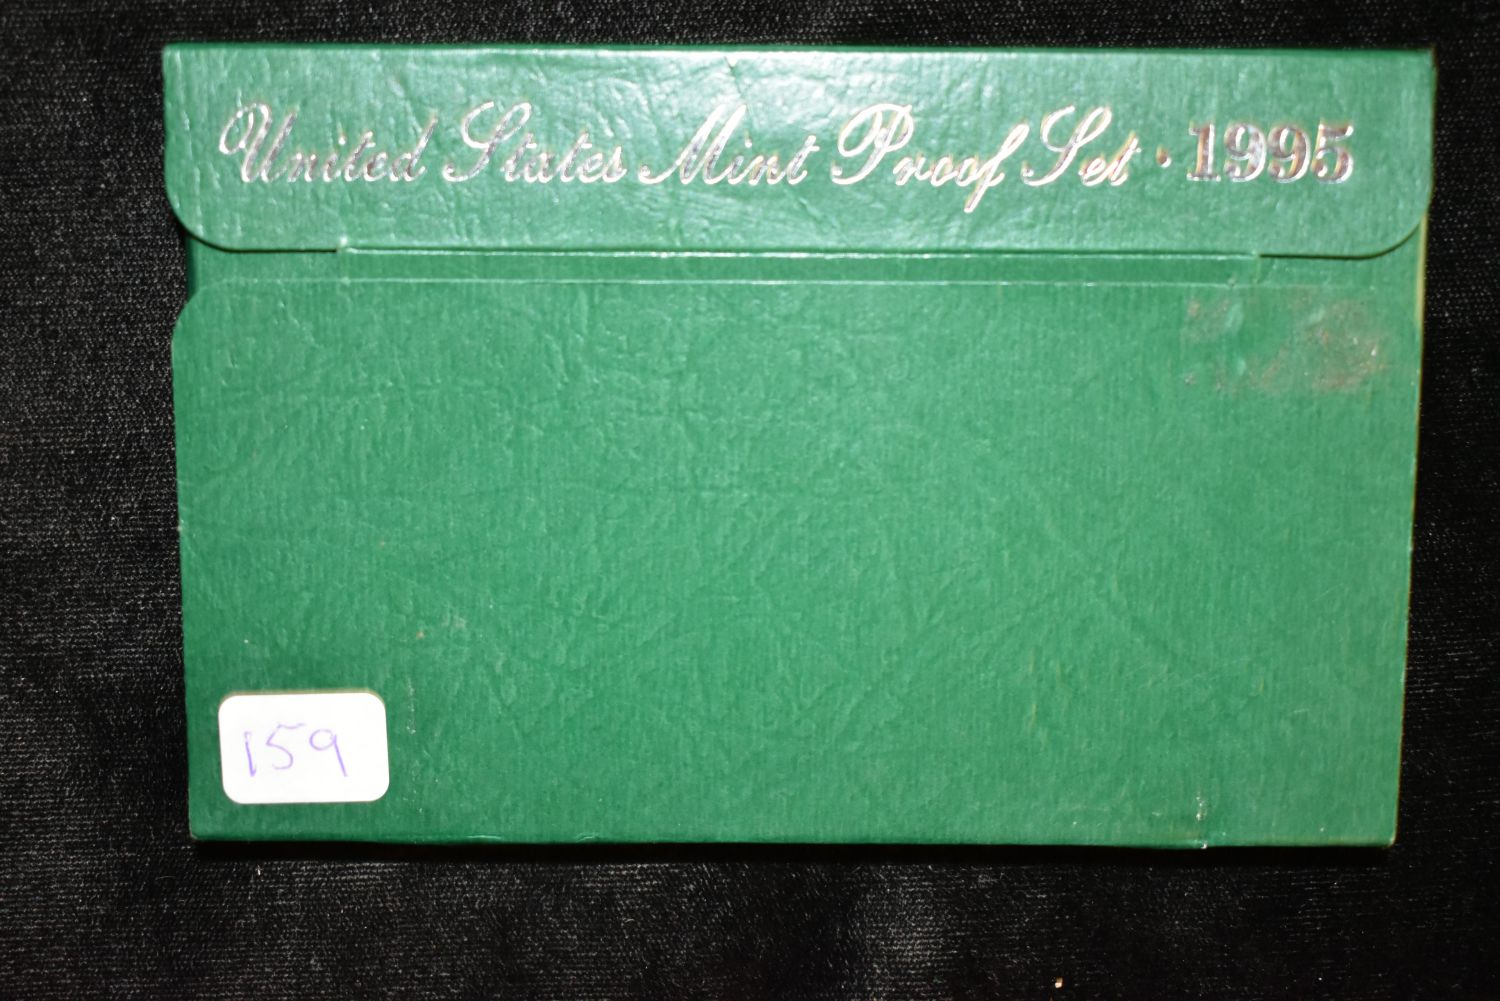 United States Mint Proof Set · 1995
159